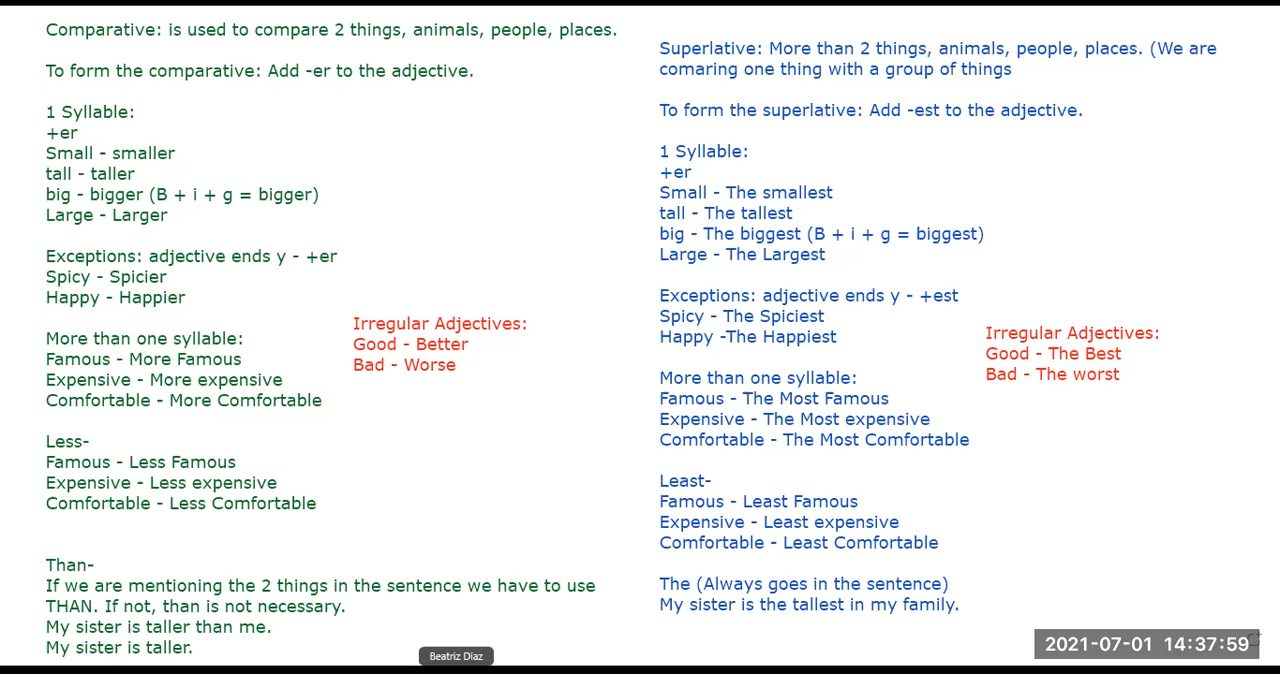 Comparative: is used to compare 2 things, animals, people, places.
To form the comparative: Add -er to the adjective.
1 Syllable:
+er
Small - smaller
tall - taller
big - bigger (B + i + g = bigger)
Large - Larger
Exceptions: adjective ends y - +er
Spicy - Spicier
Happy - Happier
More than one syllable:
Famous - More Famous
Expensive - More expensive
Comfortable - More Comfortable
Less-
Famous - Less Famous
Expensive - Less expensive
Comfortable - Less Comfortable
Than-
If we are mentioning the 2 things in the sentence we have to use
THAN. If not, than is not necessary.
My sister is taller than me.
My sister is taller.
Irregular Adjectives:
Good - Better
Bad - Worse
Superlative: More than 2 things, animals, people, places. (We are
comaring one thing with a group of things
To form the superlative: Add -est to the adjective.
1 Syllable:
+er
Small - The smallest
tall - The tallest
big - The biggest (B + i + g = biggest)
Large - The Largest
Exceptions: adjective ends y - +est
Spicy - The Spiciest
Happy -The Happiest
More than one syllable:
Famous - The Most Famous
Expensive - The Most expensive
Comfortable - The Most Comfortable
Least-
Famous - Least Famous
Expensive - Least expensive
Comfortable - Least Comfortable
The (Always goes in the sentence)
My sister is the tallest in my family.
Irregular Adjectives:
Good - The Best
Bad - The worst
Beatriz Diaz
2021-07-01 14:37:59